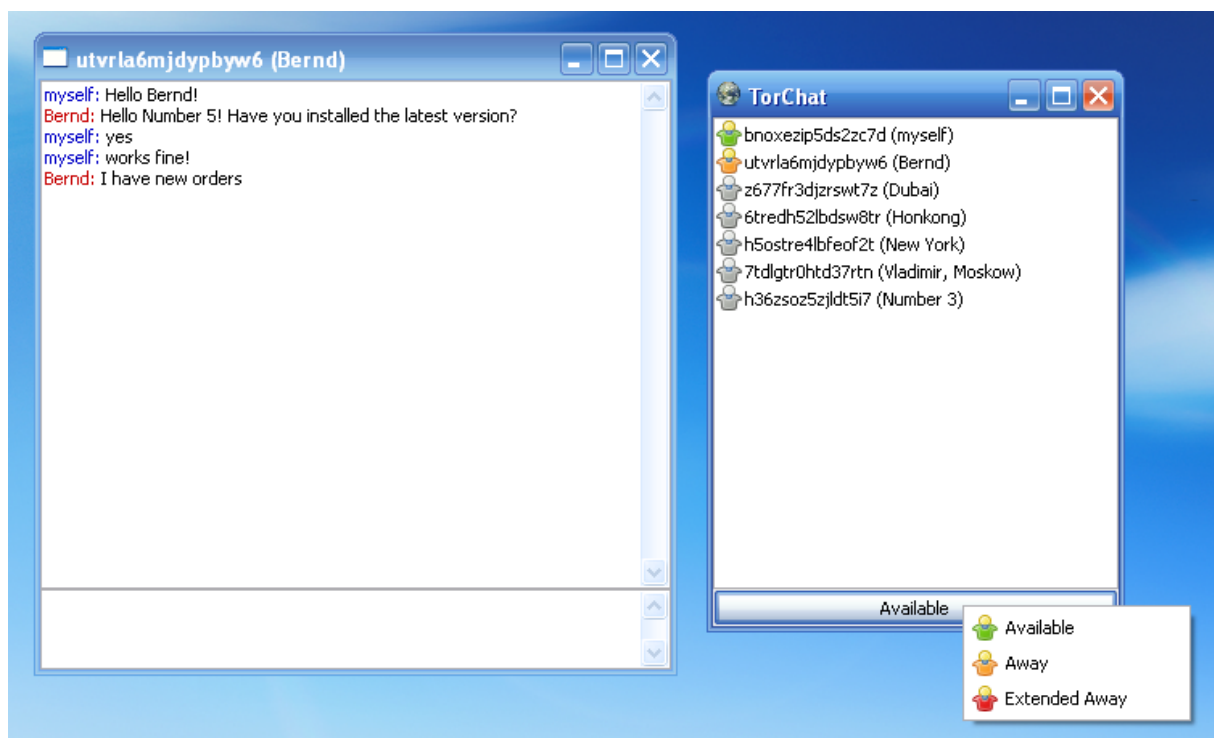 utvrla6mjdypbyw6 (Bernd)
myself: Hello Bernd!
Bernd: Hello Number 5! Have you installed the latest version?
myself: yes
myself: works fine!
Bernd: I have new orders
TorChat
bnoxezip5ds2zc7d (myself)
utvrla6mjdypbyw6 (Bernd)
z677fr3djzrswt7z (Dubai)
6tredh52lbdsw8tr (Honkong)
h5ostre4lbfeof2t (New York)
7tdlgtr0htd37rtn (Vladimir, Moskow)
h36zsoz5zjldt5i7 (Number 3)
Available
Available
Away
Extended Away